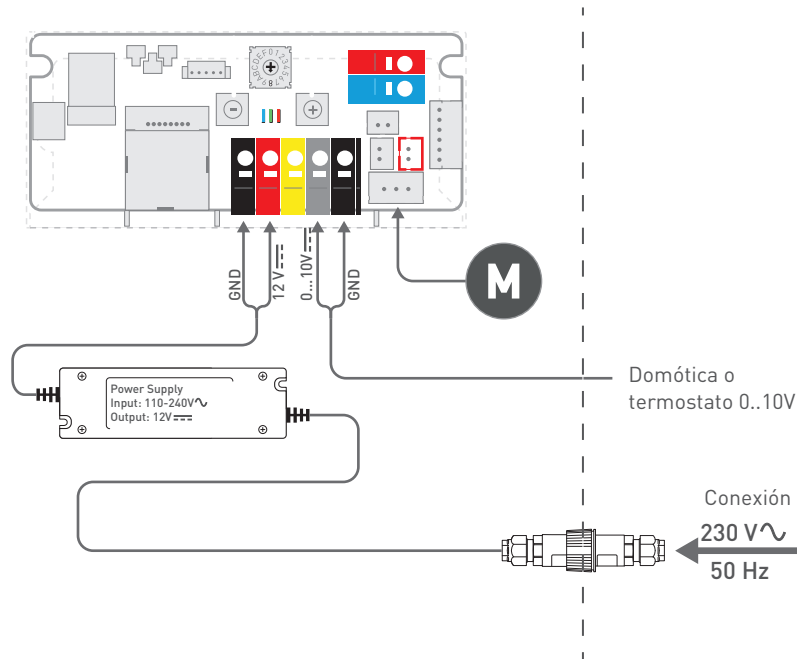 GND
12 V
0...10V
GND
M
Power Supply
Input: 110-240V
Output: 12V
Domótica o
termostato 0..10V
Conexión
230 V
50 Hz